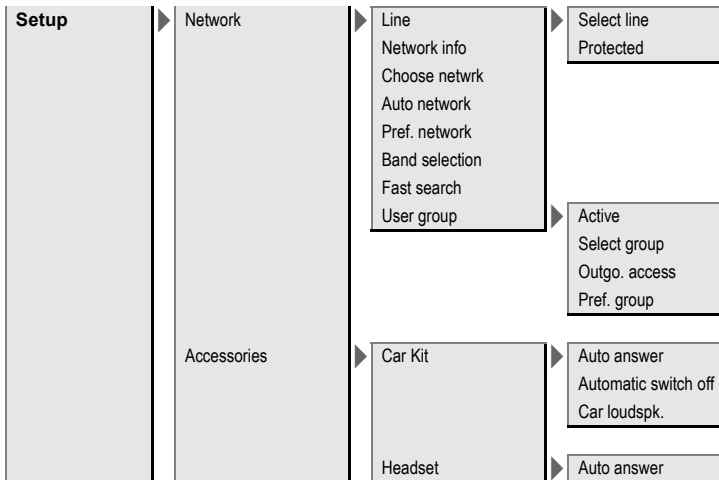 Setup
Network
Line
Select line
Network info
Protected
Choose netwrk
Auto network
Pref. network
Band selection
Fast search
User group
Active
Select group
Outgo. access
Pref. group
Accessories
Car Kit
Auto answer
Automatic switch off
Car loudspk.
Headset
Auto answer